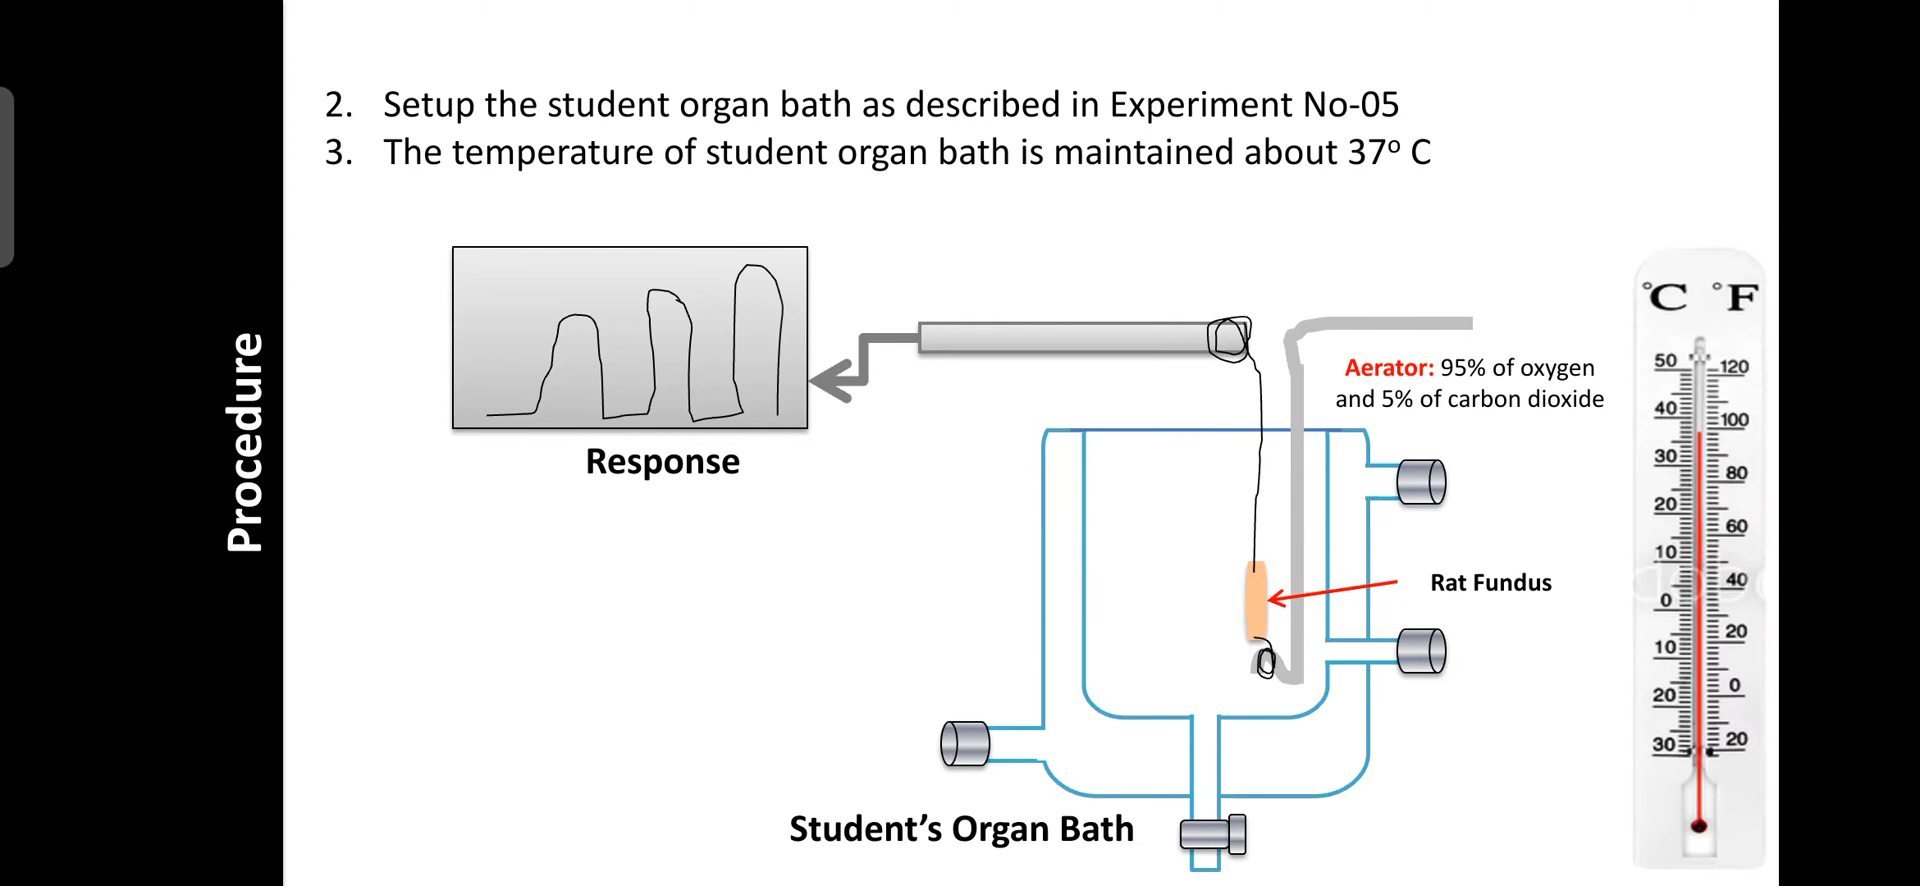 Procedure
2. Setup the student organ bath as described in Experiment No-05
3. The temperature of student organ bath is maintained about 37º C
Response
Aerator: 95% of oxygen
and 5% of carbon dioxide
Rat Fundus
Student’s Organ Bath
°C °F
50 120
40 100
30 80
20 60
10 40
0 20
10 0
20 20
30